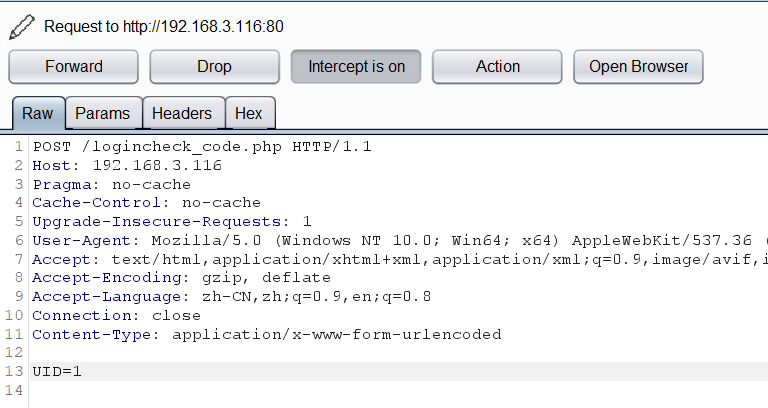 Request to http://192.168.3.116:80
Forward Drop Intercept is on Action Open Browser
Raw Params Headers Hex
1 POST /logincheck_code.php HTTP/1.1
2 Host: 192.168.3.116
3 Pragma: no-cache
4 Cache-Control: no-cache
5 Upgrade-Insecure-Requests: 1
6 User-Agent: Mozilla/5.0 (Windows NT 10.0; Win64; x64) AppleWebKit/537.36 (
7 Accept: text/html,application/xhtml+xml,application/xml;q=0.9,image/avif,i
8 Accept-Encoding: gzip, deflate
9 Accept-Language: zh-CN,zh;q=0.9,en;q=0.8
10 Connection: close
11 Content-Type: application/x-www-form-urlencoded
12
13 UID=1
14